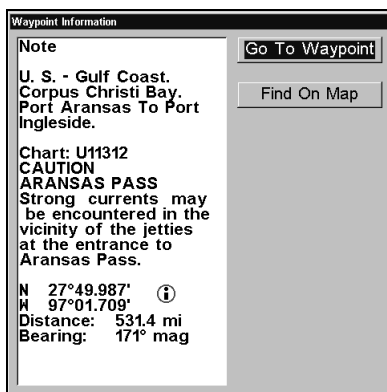 Waypoint Information
Note
U. S. - Gulf Coast.
Corpus Christi Bay.
Port Aransas To Port
Ingleside.
Chart: U11312
CAUTION
ARANSAS PASS
Strong currents may
be encountered in the
vicinity of the jetties
at the entrance to
Aransas Pass.
N 27°49.987'
W 97°01.709'
Distance: 531.4 mi
Bearing: 171° mag
Go To Waypoint
Find On Map